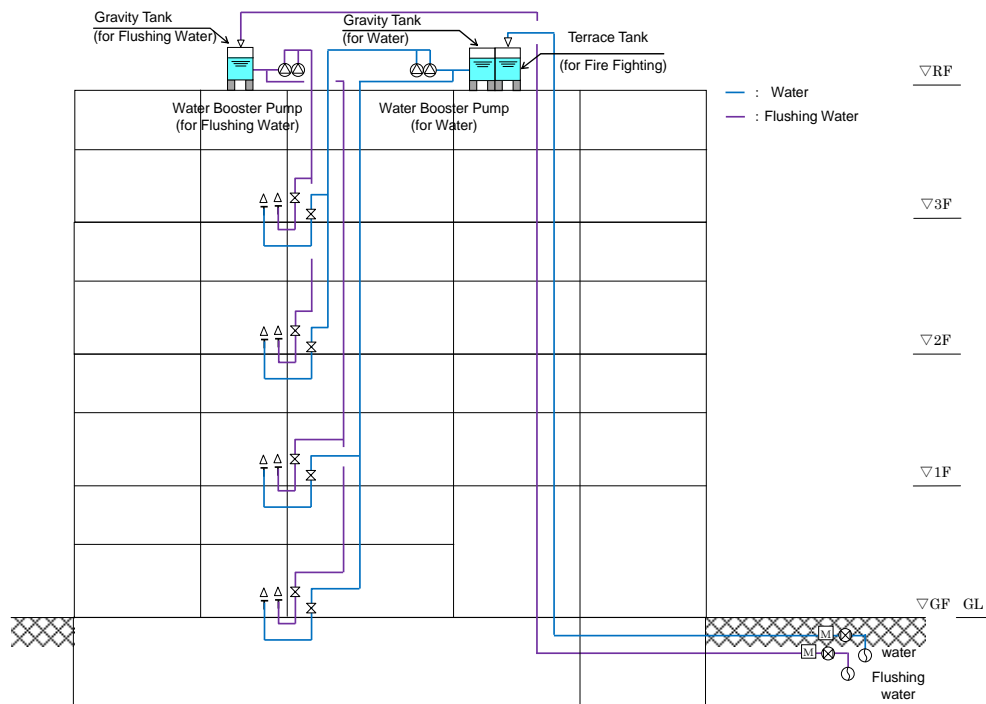 Gravity Tank
(for Flushing Water)
Gravity Tank
(for Water)
Terrace Tank
(for Fire Fighting)
▽RF
Water Booster Pump
(for Flushing Water)
Water Booster Pump
(for Water)
: Water
: Flushing Water
▽3F
▽2F
▽1F
▽GF GL
M
water
M
Flushing
water